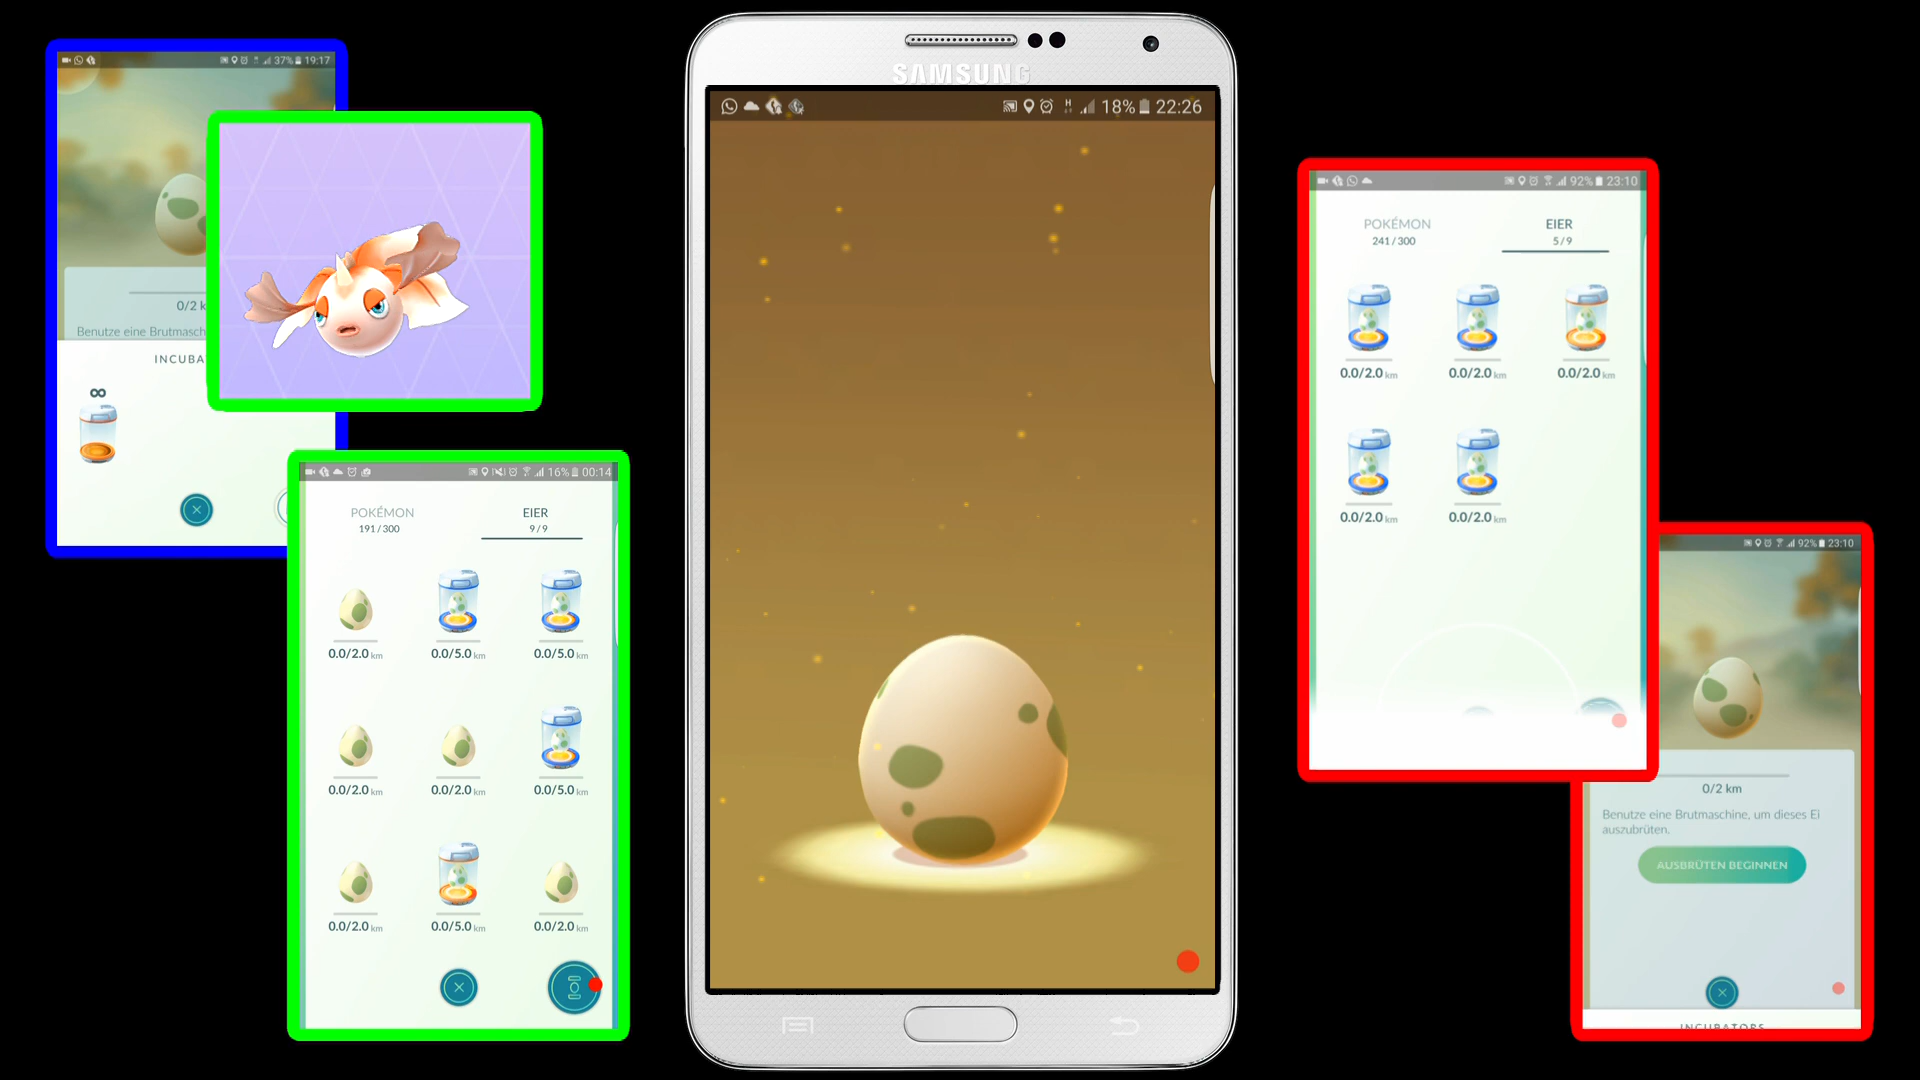 37% 19:17
0/2 k
Benutze eine Brutmasch
INCUBA
∞
16% 00:14
POKÉMON
191/300
EIER
9/9
0.0/2.0 km
0.0/5.0 km
0.0/5.0 km
0.0/2.0 km
0.0/2.0 km
0.0/5.0 km
0.0/2.0 km
0.0/5.0 km
0.0/2.0 km
SAMSUNG
H 18% 22:26
92% 23:10
POKÉMON
241/300
EIER
5/9
0.0/2.0 km
0.0/2.0 km
0.0/2.0 km
0.0/2.0 km
0.0/2.0 km
92% 23:10
0/2 km
Benutze eine Brutmaschine, um dieses Ei
auszubrüten.
AUSBRÜTEN BEGINNEN
INCUBATORS